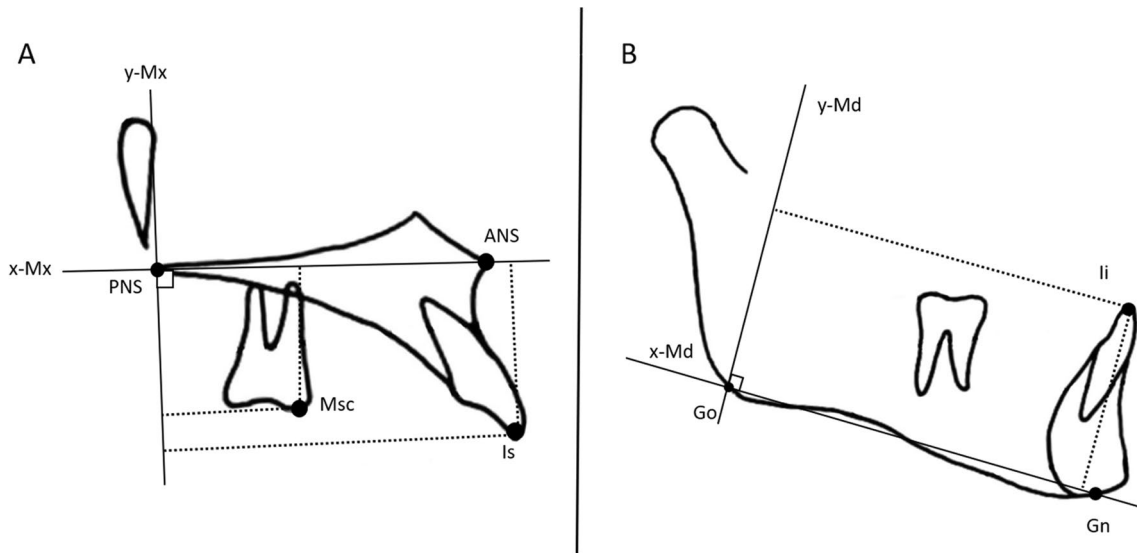 A
y-Mx
x-Mx
PNS
ANS
Msc
Is
B
y-Md
Ii
x-Md
Go
Gn